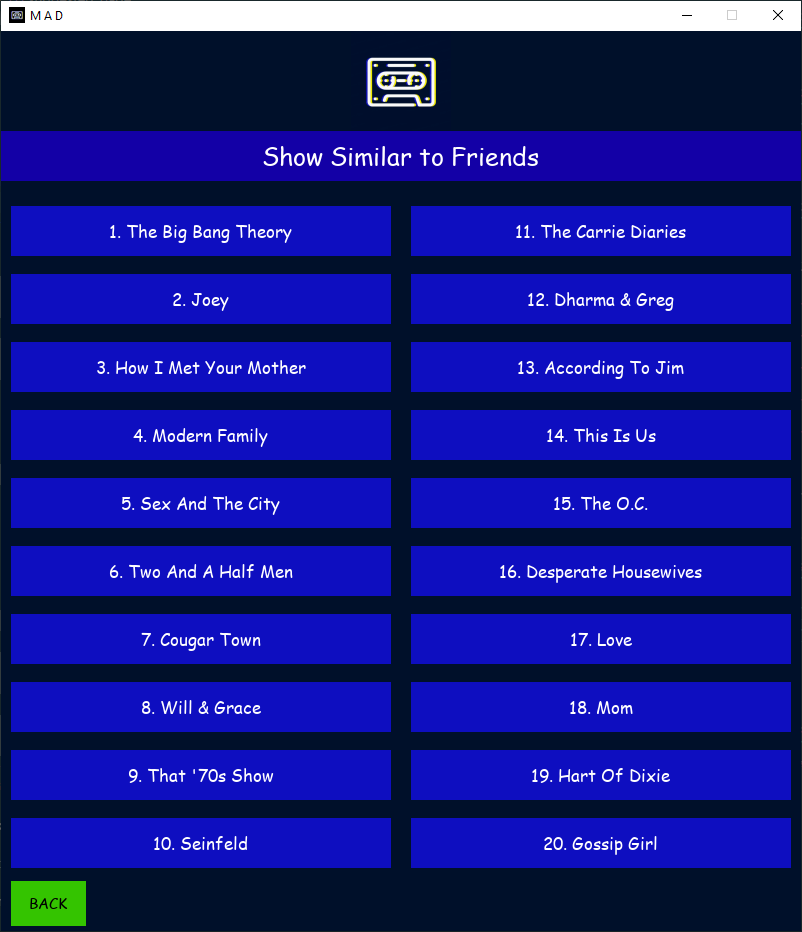 M A D
Show Similar to Friends
1. The Big Bang Theory
2. Joey
3. How I Met Your Mother
4. Modern Family
5. Sex And The City
6. Two And A Half Men
7. Cougar Town
8. Will & Grace
9. That '70s Show
10. Seinfeld
11. The Carrie Diaries
12. Dharma & Greg
13. According To Jim
14. This Is Us
15. The O.C.
16. Desperate Housewives
17. Love
18. Mom
19. Hart Of Dixie
20. Gossip Girl
BACK